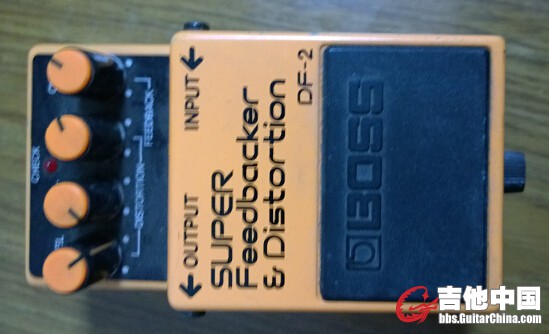 CHECK
DISTORTION
FEEDBACK
OUTPUT
INPUT
SUPER
Feedbacker
& Distortion
DF-2
BOSS
吉他中国
bbs.GuitarChina.com